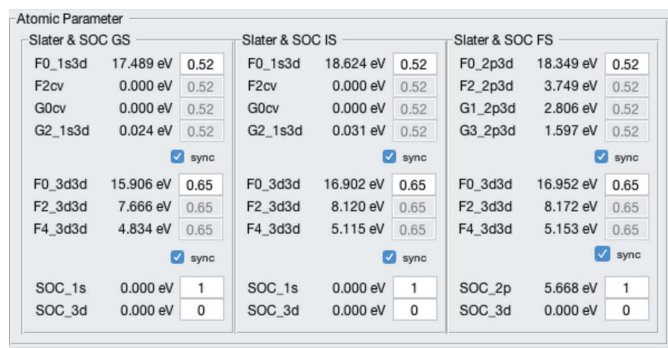 Atomic Parameter
Slater & SOC GS
F0_1s3d 17.489 eV 0.52
F2cv 0.000 eV 0.52
G0cv 0.000 eV 0.52
G2_1s3d 0.024 eV 0.52
sync
F0_3d3d 15.906 eV 0.65
F2_3d3d 7.666 eV 0.65
F4_3d3d 4.834 eV 0.65
sync
SOC_1s 0.000 eV 1
SOC_3d 0.000 eV 0
Slater & SOC IS
F0_1s3d 18.624 eV 0.52
F2cv 0.000 eV 0.52
G0cv 0.000 eV 0.52
G2_1s3d 0.031 eV 0.52
sync
F0_3d3d 16.902 eV 0.65
F2_3d3d 8.120 eV 0.65
F4_3d3d 5.115 eV 0.65
sync
SOC_1s 0.000 eV 1
SOC_3d 0.000 eV 0
Slater & SOC FS
F0_2p3d 18.349 eV 0.52
F2_2p3d 3.749 eV 0.52
G1_2p3d 2.806 eV 0.52
G3_2p3d 1.597 eV 0.52
sync
F0_3d3d 16.952 eV 0.65
F2_3d3d 8.172 eV 0.65
F4_3d3d 5.153 eV 0.65
sync
SOC_2p 5.668 eV 1
SOC_3d 0.000 eV 0